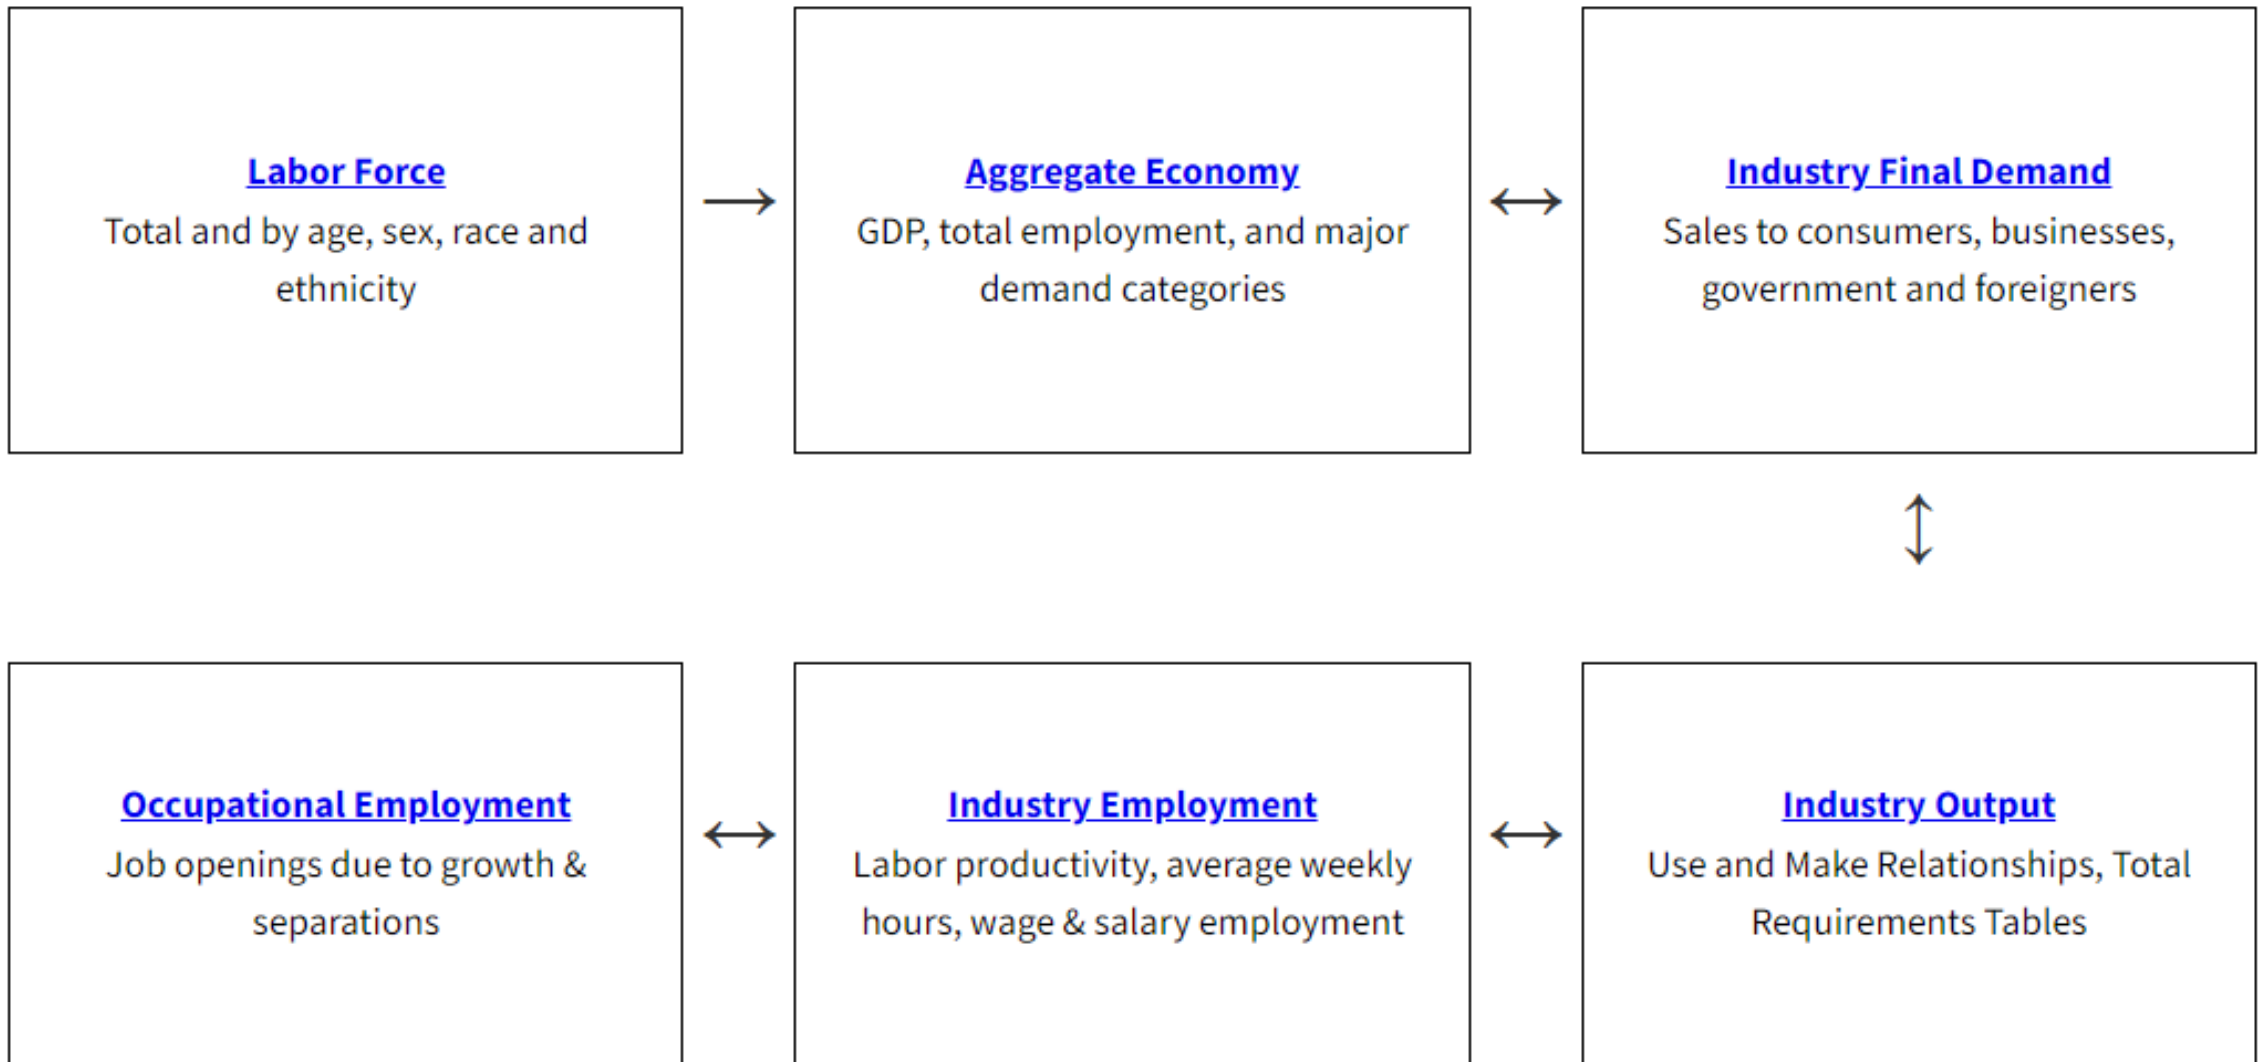 Labor Force
Total and by age, sex, race and
ethnicity
→
Aggregate Economy
GDP, total employment, and major
demand categories
↔
Industry Final Demand
Sales to consumers, businesses,
government and foreigners
↕
Occupational Employment
Job openings due to growth &
separations
↔
Industry Employment
Labor productivity, average weekly
hours, wage & salary employment
↔
Industry Output
Use and Make Relationships, Total
Requirements Tables